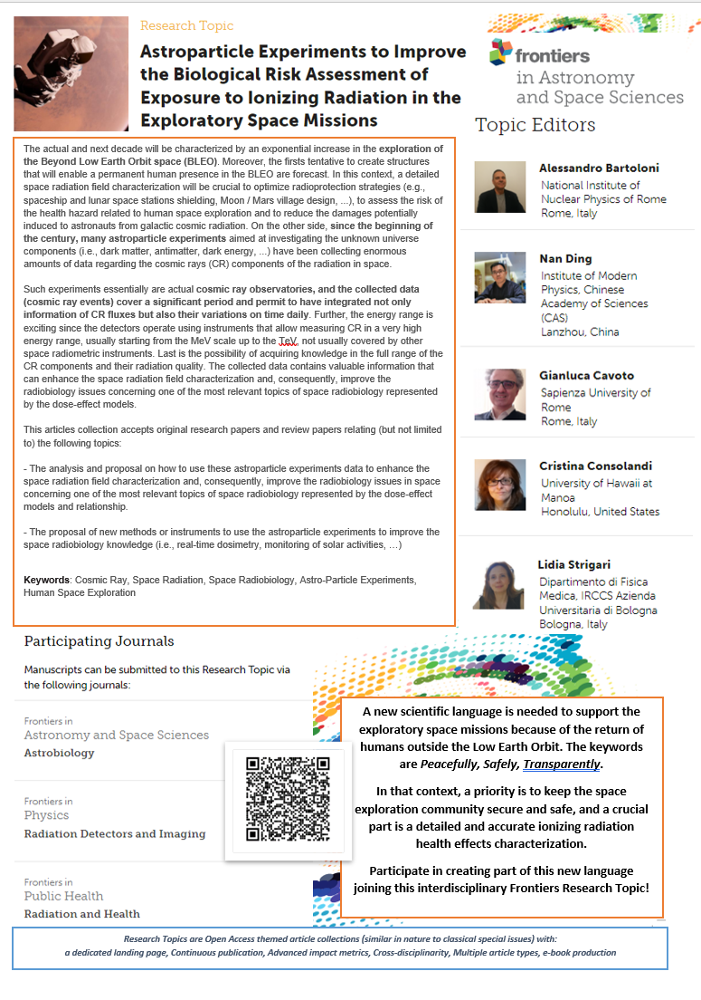 Research Topic
Astroparticle Experiments to Improve
the Biological Risk Assessment of
Exposure to Ionizing Radiation in the
Exploratory Space Missions
frontiers
in Astronomy
and Space Sciences
The actual and next decade will be characterized by an exponential increase in the exploration of
the Beyond Low Earth Orbit space (BLEO). Moreover, the firsts tentative to create structures
that will enable a permanent human presence in the BLEO are forecast. In this context, a detailed
space radiation field characterization will be crucial to optimize radioprotection strategies (e.g.,
spaceship and lunar space stations shielding, Moon / Mars village design, ...), to assess the risk of
the health hazard related to human space exploration and to reduce the damages potentially
induced to astronauts from galactic cosmic radiation. On the other side, since the beginning of
the century, many astroparticle experiments aimed at investigating the unknown universe
components (i.e., dark matter, antimatter, dark energy, ...) have been collecting enormous
amounts of data regarding the cosmic rays (CR) components of the radiation in space.
Such experiments essentially are actual cosmic ray observatories, and the collected data
(cosmic ray events) cover a significant period and permit to have integrated not only
information of CR fluxes but also their variations on time daily. Further, the energy range is
exciting since the detectors operate using instruments that allow measuring CR in a very high
energy range, usually starting from the MeV scale up to the TeV, not usually covered by other
space radiometric instruments. Last is the possibility of acquiring knowledge in the full range of the
CR components and their radiation quality. The collected data contains valuable information that
can enhance the space radiation field characterization and, consequently, improve the
radiobiology issues concerning one of the most relevant topics of space radiobiology represented
by the dose-effect models.
This articles collection accepts original research papers and review papers relating (but not limited
to) the following topics:
- The analysis and proposal on how to use these astroparticle experiments data to enhance the
space radiation field characterization and, consequently, improve the radiobiology issues in space
concerning one of the most relevant topics of space radiobiology represented by the dose-effect
models and relationship.
- The proposal of new methods or instruments to use the astroparticle experiments to improve the
space radiobiology knowledge (i.e., real-time dosimetry, monitoring of solar activities, …)
Keywords: Cosmic Ray, Space Radiation, Space Radiobiology, Astro-Particle Experiments,
Human Space Exploration
Topic Editors
Alessandro Bartoloni
National Institute of
Nuclear Physics of Rome
Rome, Italy
Nan Ding
Institute of Modern
Physics, Chinese
Academy of Sciences
(CAS)
Lanzhou, China
Gianluca Cavoto
Sapienza University of
Rome
Rome, Italy
Cristina Consolandi
University of Hawaii at
Manoa
Honolulu, United States
Lidia Strigari
Dipartimento di Fisica
Medica, IRCCS Azienda
Universitaria di Bologna
Bologna, Italy
Participating Journals
Manuscripts can be submitted to this Research Topic via
the following journals:
Frontiers in
Astronomy and Space Sciences
Astrobiology
Frontiers in
Physics
Radiation Detectors and Imaging
Frontiers in
Public Health
Radiation and Health
A new scientific language is needed to support the
exploratory space missions because of the return of
humans outside the Low Earth Orbit. The keywords
are Peacefully, Safely, Transparently.
In that context, a priority is to keep the space
exploration community secure and safe, and a crucial
part is a detailed and accurate ionizing radiation
health effects characterization.
Participate in creating part of this new language
joining this interdisciplinary Frontiers Research Topic!
Research Topics are Open Access themed article collections (similar in nature to classical special issues) with:
a dedicated landing page, Continuous publication, Advanced impact metrics, Cross-disciplinarity, Multiple article types, e-book production